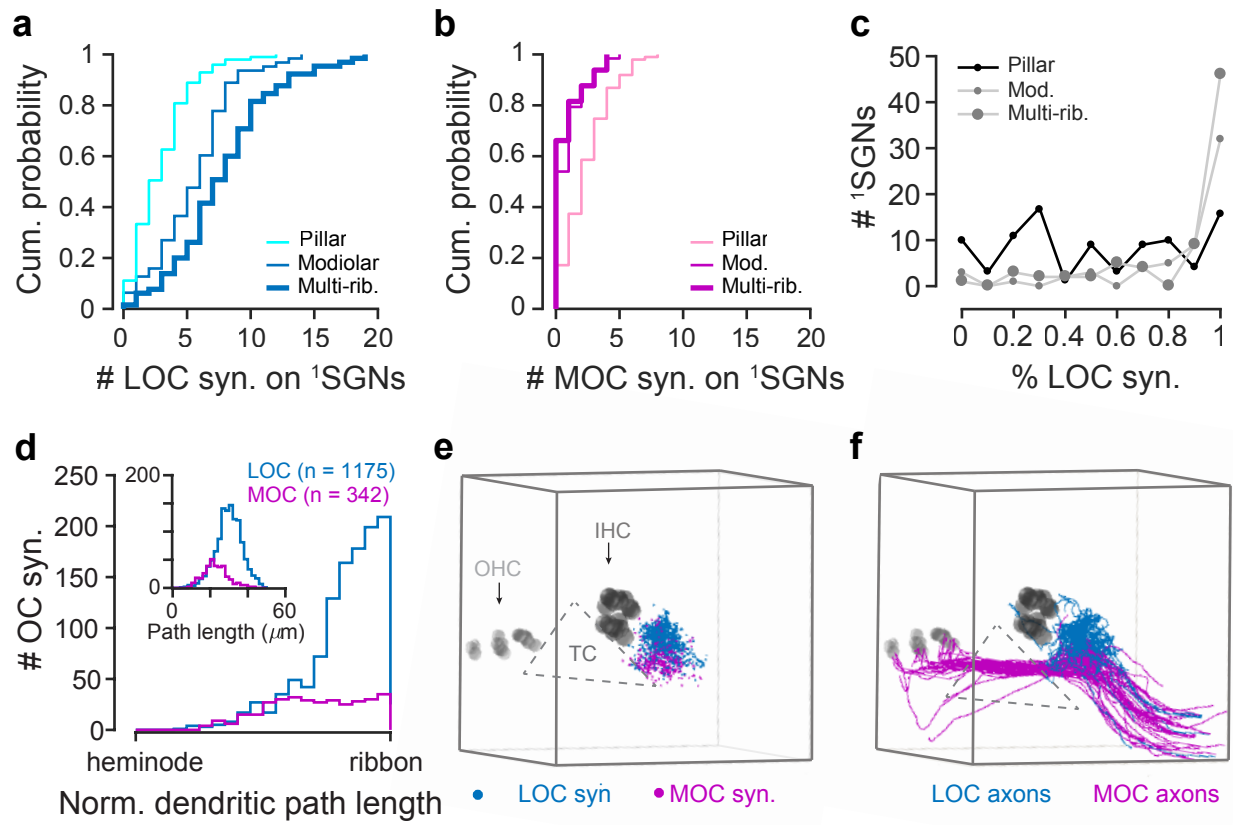 a
1
0.8
0.6
0.4
0.2
0
0 5 10 15 20
Cum. probability
# LOC syn. on ¹SGNs
Pillar
Modiolar
Multi-rib.
b
1
0.8
0.6
0.4
0.2
0
0 5 10 15 20
Cum. probability
# MOC syn. on ¹SGNs
Pillar
Mod.
Multi-rib.
c
50
40
30
20
10
0
0 0.2 0.4 0.6 0.8 1
# ¹SGNs
% LOC syn.
Pillar
Mod.
Multi-rib.
d
250
200
150
100
50
0
# OC syn.
heminode ribbon
Norm. dendritic path length
LOC (n = 1175)
MOC (n = 342)
200
0
0 60
Path length (μm)
e
IHC
OHC
TC
LOC syn MOC syn.
f
LOC axons MOC axons